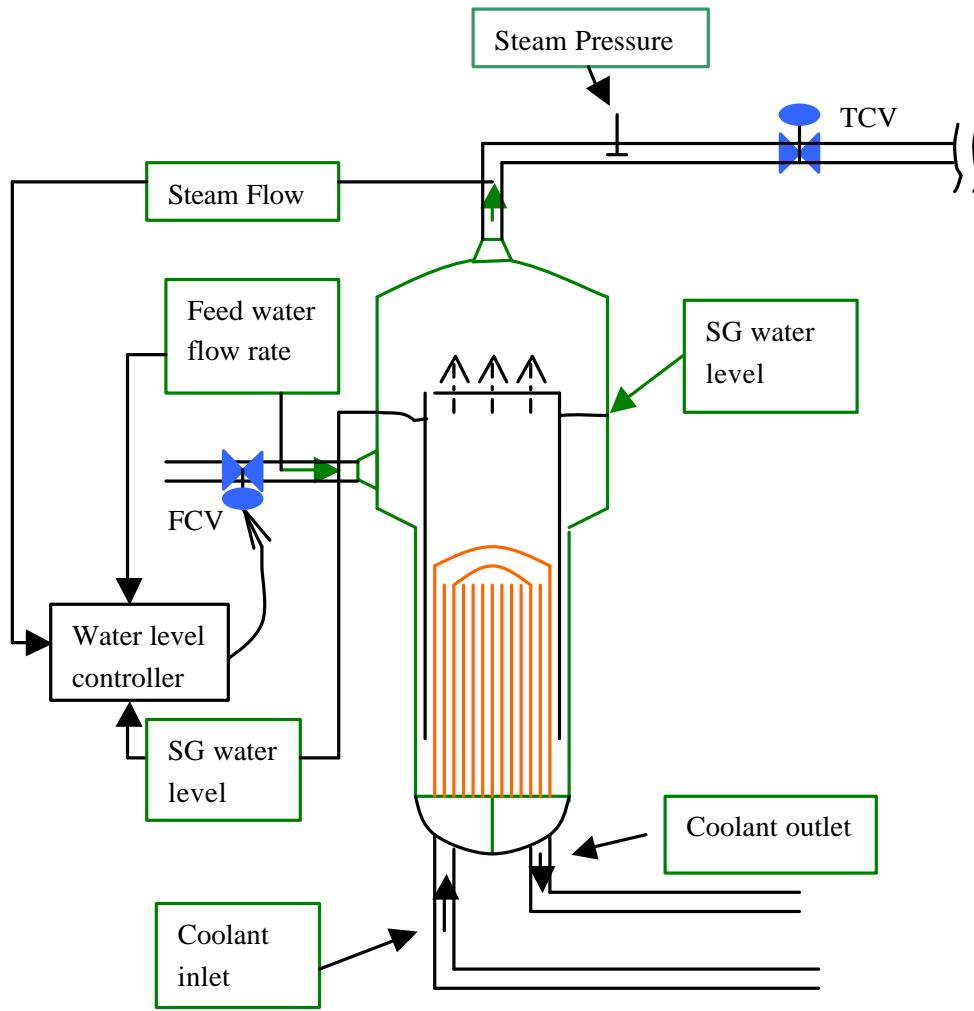 Steam Pressure
TCV
Steam Flow
Feed water
flow rate
SG water
level
FCV
Water level
controller
SG water
level
Coolant outlet
Coolant
inlet